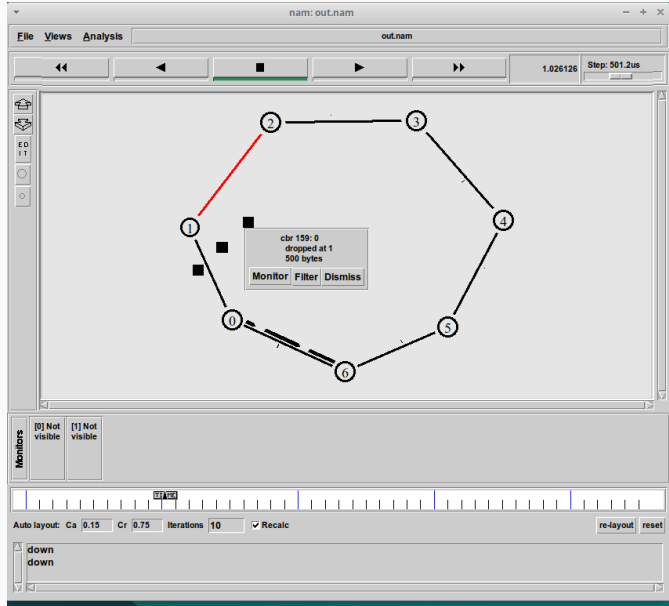 nam: out.nam
File Views Analysis out.nam
1.026126 Step: 501.2us
ED
IT
2
3
1
4
cbr 159: 0
dropped at 1
500 bytes
Monitor Filter Dismiss
0
5
6
Monitors
[0] Not
visible
[1] Not
visible
TIME
Auto layout: Ca 0.15 Cr 0.75 Iterations 10 Recalc re-layout reset
down
down